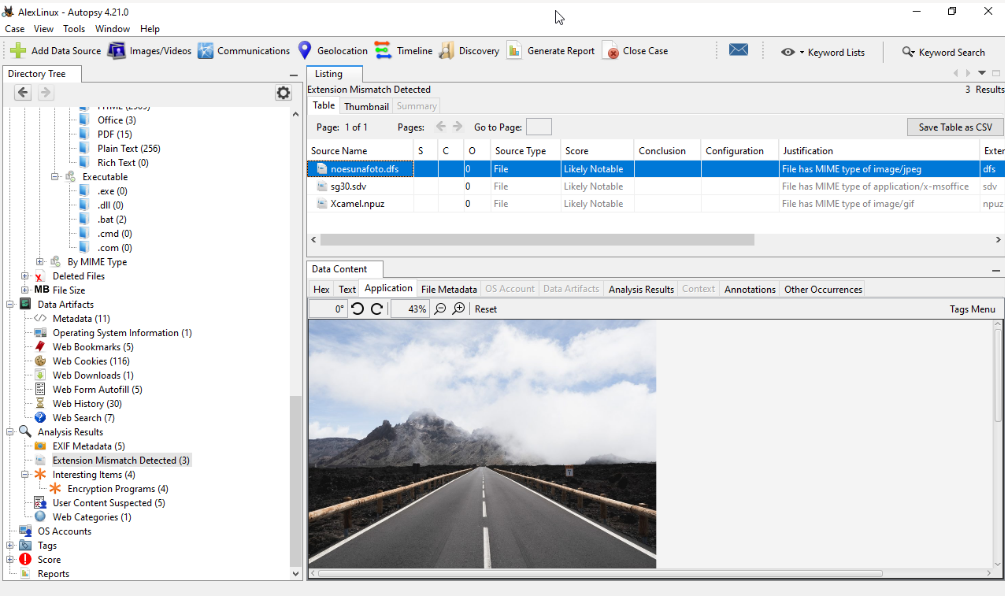 AlexLinux - Autopsy 4.21.0
Case View Tools Window Help
Add Data Source Images/Videos Communications Geolocation Timeline Discovery Generate Report Close Case Keyword Lists Keyword Search
Directory Tree
Office (3)
PDF (15)
Plain Text (256)
Rich Text (0)
Executable
.exe (0)
.dll (0)
.bat (2)
.cmd (0)
.com (0)
By MIME Type
Deleted Files
MB File Size
Data Artifacts
Metadata (11)
Operating System Information (1)
Web Bookmarks (5)
Web Cookies (116)
Web Downloads (1)
Web Form Autofill (5)
Web History (30)
Web Search (7)
Analysis Results
EXIF Metadata (5)
Extension Mismatch Detected (3)
Interesting Items (4)
Encryption Programs (4)
User Content Suspected (5)
Web Categories (1)
OS Accounts
Tags
Score
Reports
Listing
Extension Mismatch Detected 3 Results
Table Thumbnail Summary
Page: 1 of 1 Pages: Go to Page: Save Table as CSV
Source Name S C O Source Type Score Conclusion Configuration Justification Exten
noesunafoto.dfs 0 File Likely Notable File has MIME type of image/jpeg dfs
sg30.sdv 0 File Likely Notable File has MIME type of application/x-msoffice sdv
Xcamel.npuz 0 File Likely Notable File has MIME type of image/gif npuz
Data Content
Hex Text Application File Metadata OS Account Data Artifacts Analysis Results Context Annotations Other Occurrences
0° 43% Reset Tags Menu